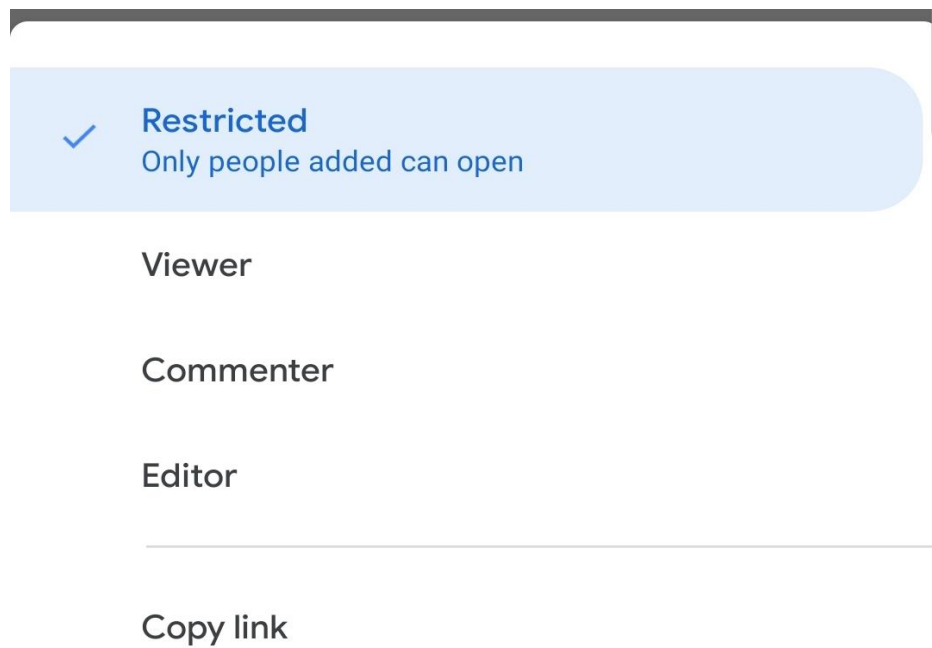 Restricted
Only people added can open
Viewer
Commenter
Editor
Copy link